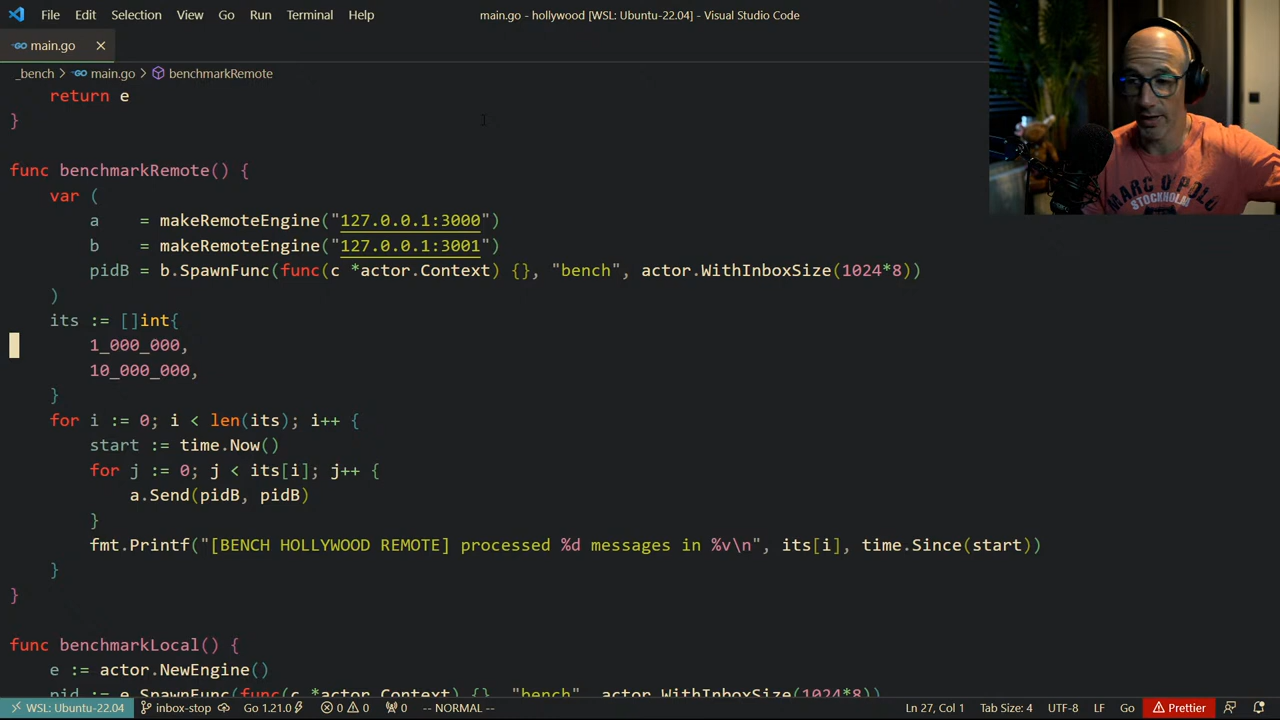 File Edit Selection View Go Run Terminal Help main.go - hollywood [WSL: Ubuntu-22.04] - Visual Studio Code
main.go
_bench > main.go > benchmarkRemote
return e
}
func benchmarkRemote() {
var (
a = makeRemoteEngine("127.0.0.1:3000")
b = makeRemoteEngine("127.0.0.1:3001")
pidB = b.SpawnFunc(func(c *actor.Context) {}, "bench", actor.WithInboxSize(1024*8))
)
its := []int{
1_000_000,
10_000_000,
}
for i := 0; i < len(its); i++ {
start := time.Now()
for j := 0; j < its[i]; j++ {
a.Send(pidB, pidB)
}
fmt.Printf("[BENCH HOLLYWOOD REMOTE] processed %d messages in %v\n", its[i], time.Since(start))
}
}
func benchmarkLocal() {
e := actor.NewEngine()
pid := e.SpawnFunc(func(c *actor.Context) {}, "bench", actor.WithInboxSize(1024*8))
MARC O'POLO
STOCKHOLM
WSL: Ubuntu-22.04 inbox-stop Go 1.21.0 0 0 0 -- NORMAL -- Ln 27, Col 1 Tab Size: 4 UTF-8 LF Go Prettier